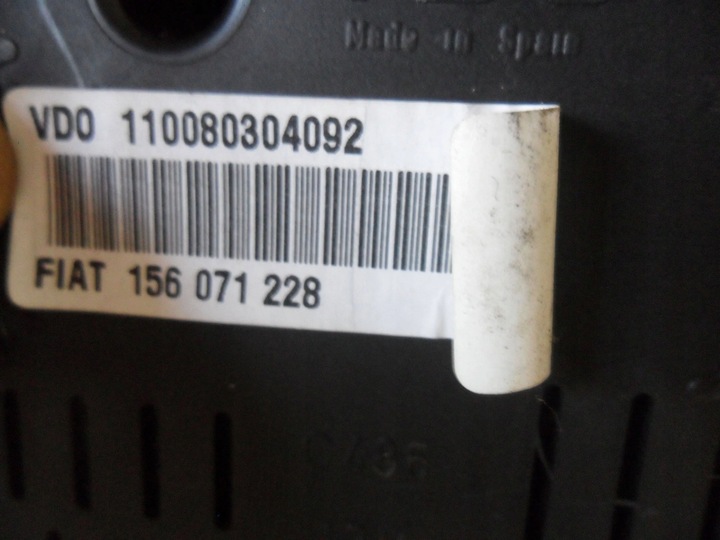 Made in Spain
VDO 110080304092
FIAT 156 071 228